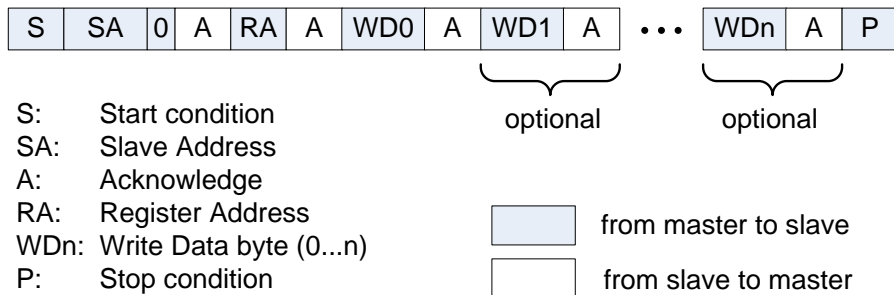 S SA 0 A RA A WD0 A WD1 A • • • WDn A P
optional optional
S: Start condition
SA: Slave Address
A: Acknowledge
RA: Register Address
WDn: Write Data byte (0...n)
P: Stop condition
from master to slave
from slave to master